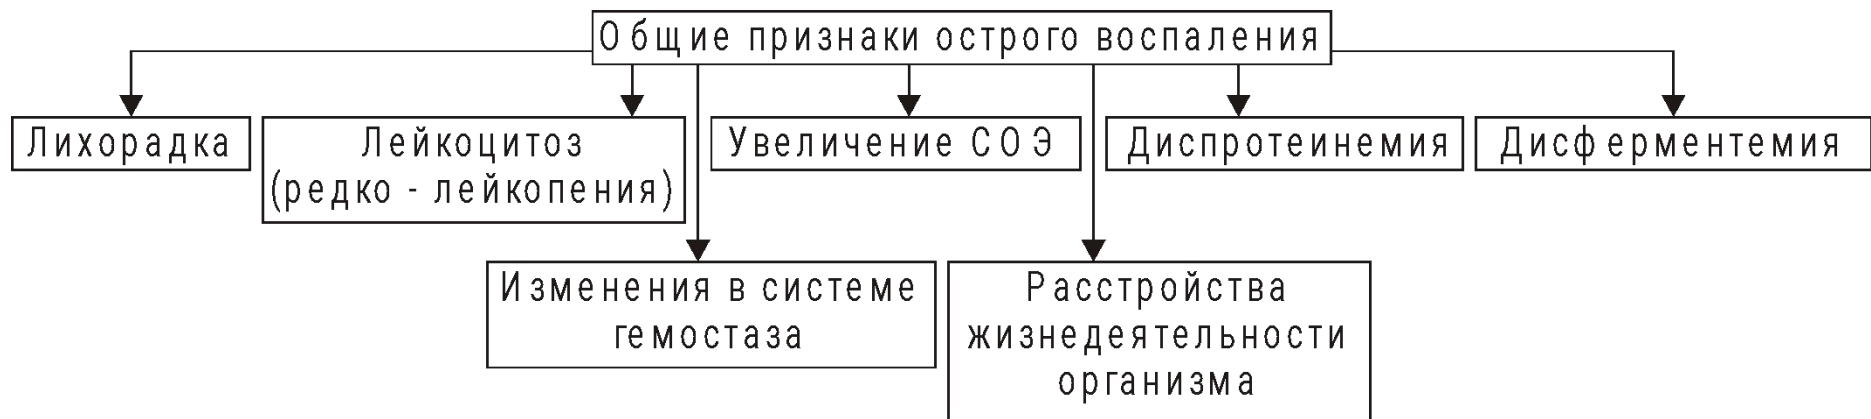 Общие признаки острого воспаления
Лихорадка
Лейкоцитоз
(редко - лейкопения)
Увеличение СОЭ
Диспротеинемия
Дисферментемия
Изменения в системе
гемостаза
Расстройства
жизнедеятельности
организма